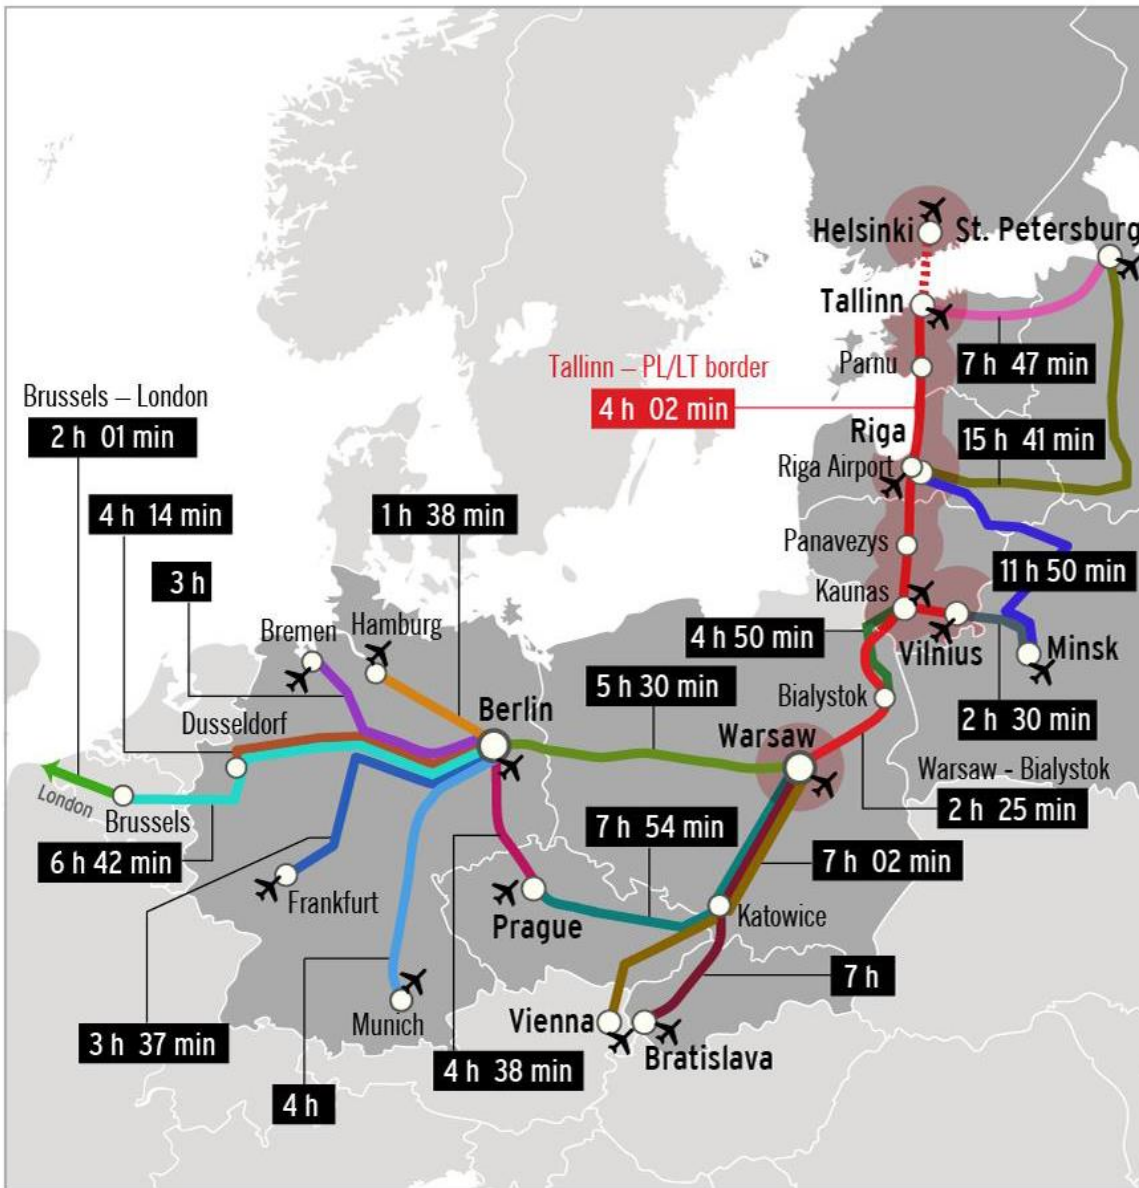 Helsinki
St. Petersburg
Tallinn
Parnu
7 h 47 min
Tallinn – PL/LT border
4 h 02 min
Brussels – London
2 h 01 min
Riga
15 h 41 min
Riga Airport
4 h 14 min
1 h 38 min
Panavezys
3 h
11 h 50 min
Kaunas
Bremen
Hamburg
4 h 50 min
Vilnius
Minsk
5 h 30 min
Bialystok
Dusseldorf
Berlin
2 h 30 min
Warsaw
Warsaw - Bialystok
London
2 h 25 min
Brussels
7 h 54 min
6 h 42 min
7 h 02 min
Frankfurt
Prague
Katowice
7 h
Munich
Vienna
3 h 37 min
Bratislava
4 h 38 min
4 h